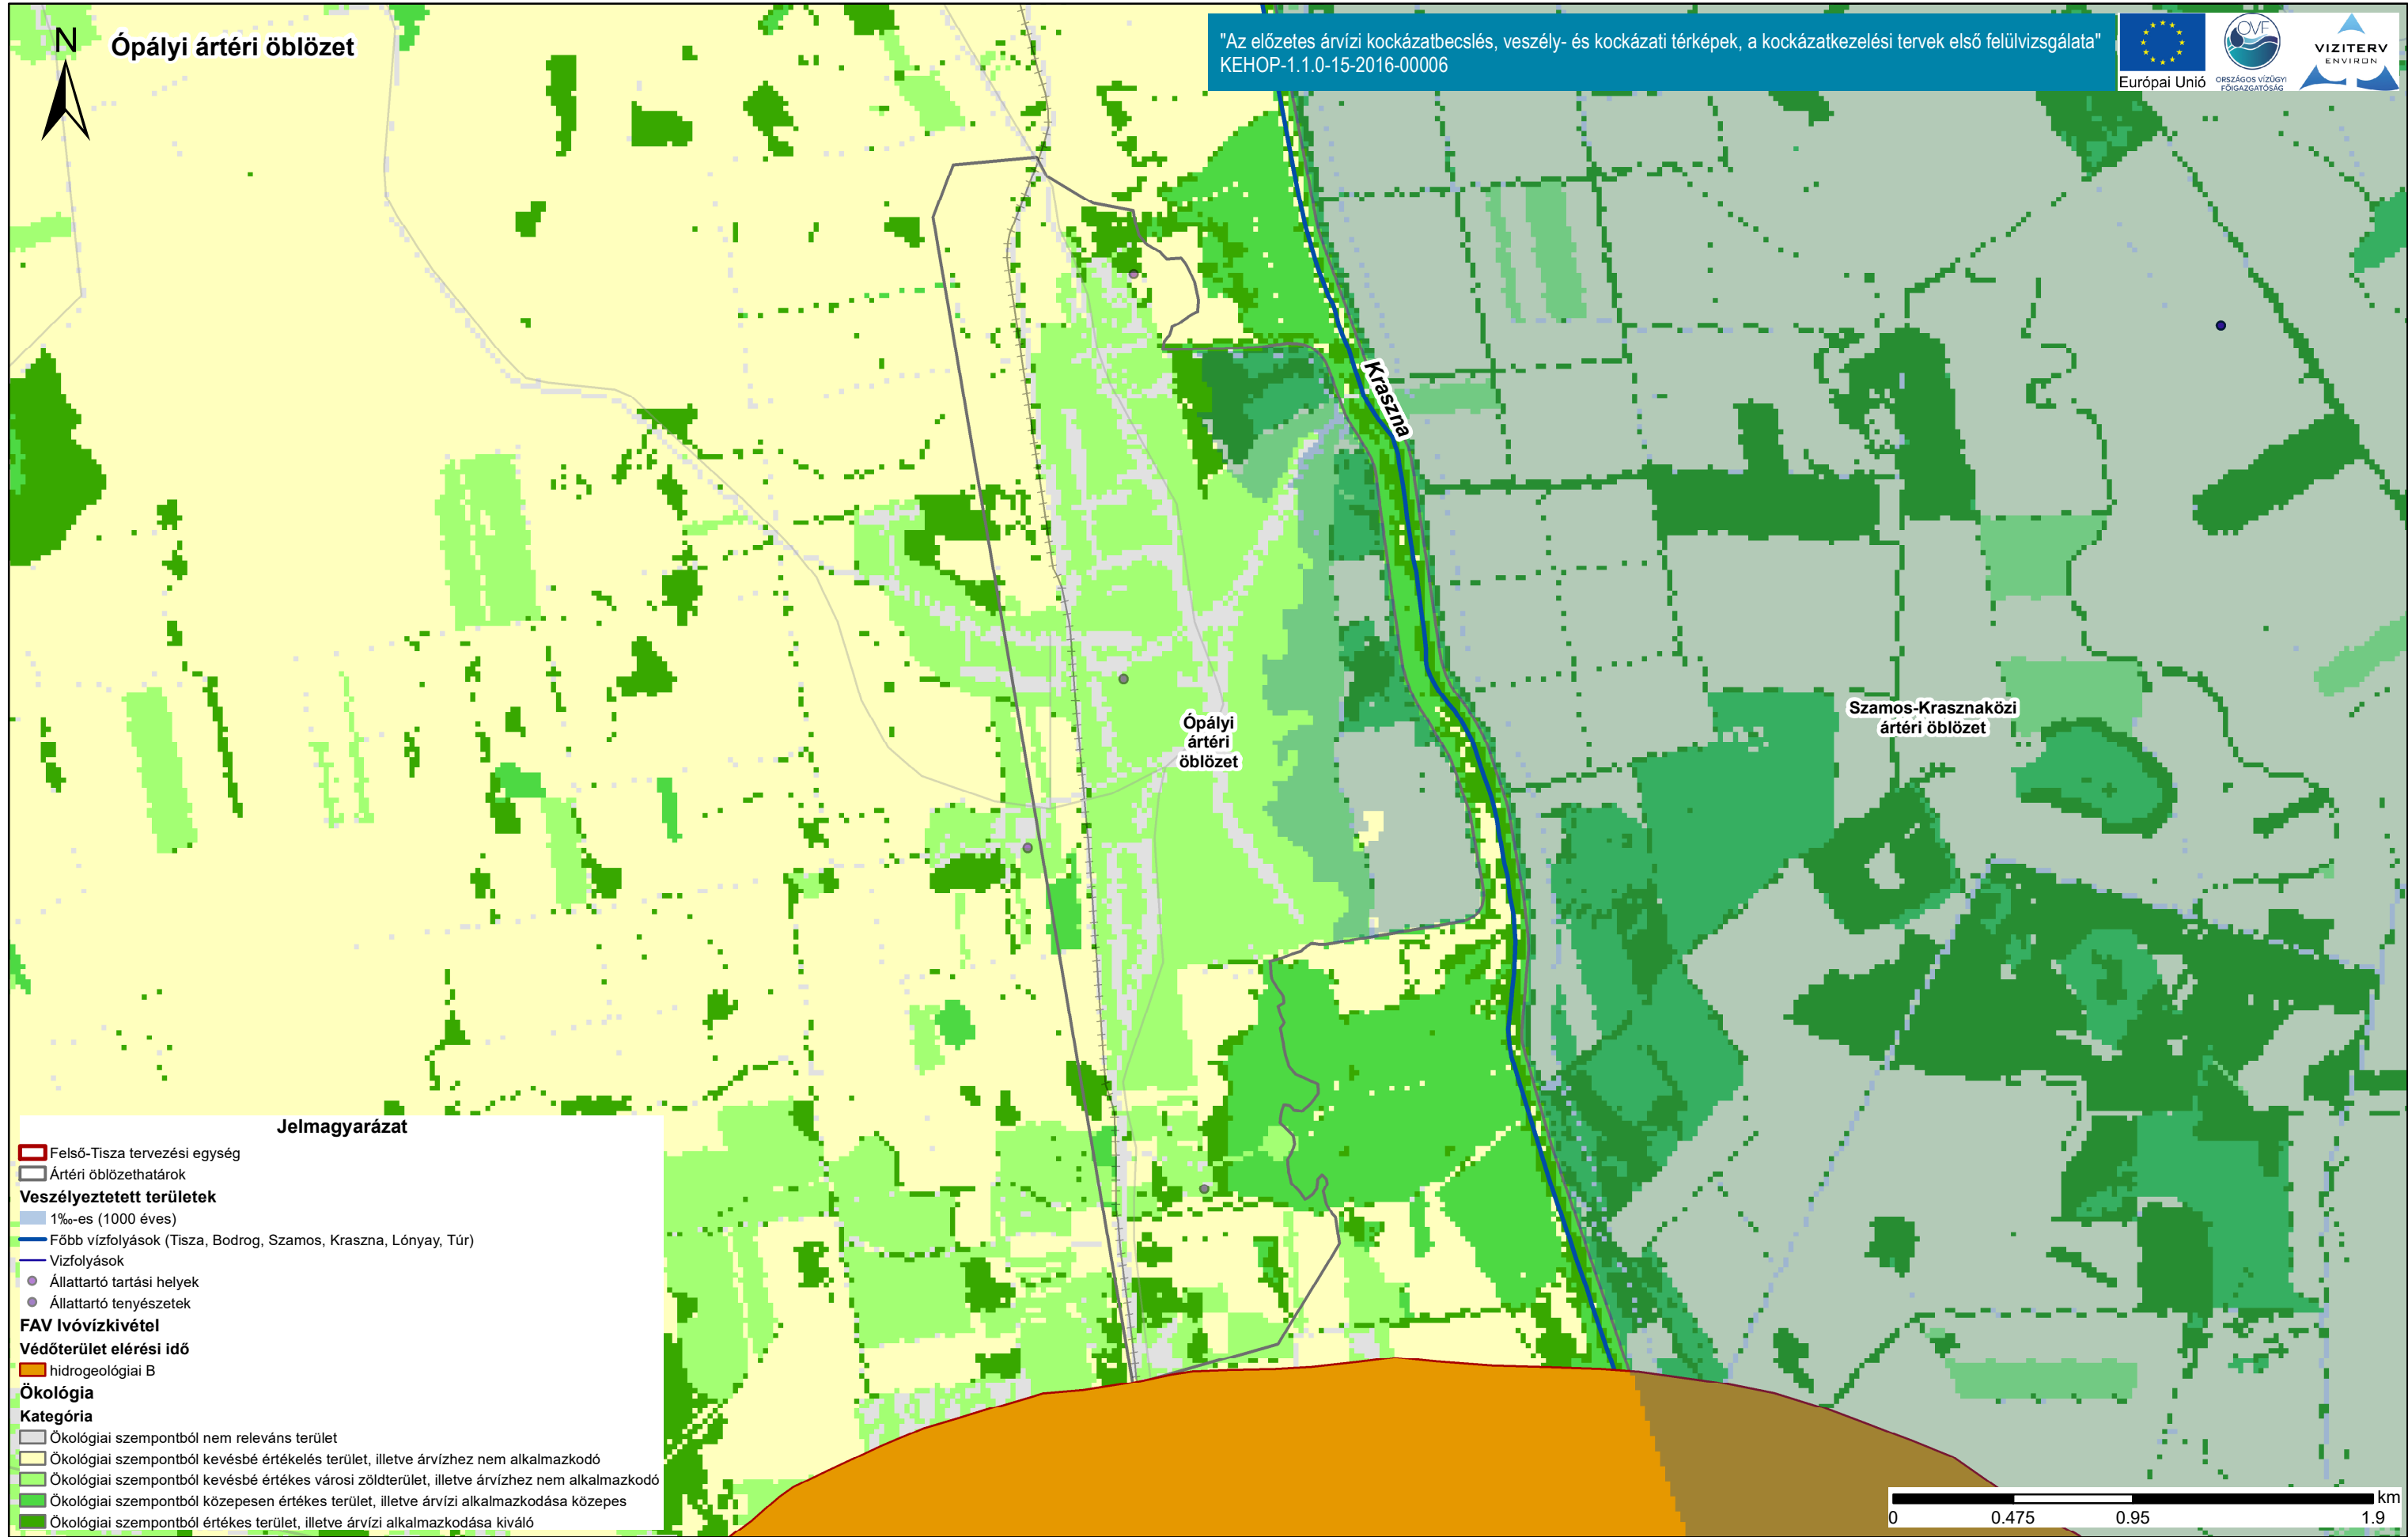 N
Ópályi ártéri öblözet
"Az előzetes árvízi kockázatbecslés, veszély- és kockázati térképek, a kockázatkezelési tervek első felülvizsgálata"
KEHOP-1.1.0-15-2016-00006
Európai Unió
OVF
ORSZÁGOS VÍZÜGYI
FŐIGAZGATÓSÁG
VIZITERV
ENVIRON
Kraszna
Ópályi
ártéri
öblözet
Szamos-Krasznaközi
ártéri öblözet
Jelmagyarázat
Felső-Tisza tervezési egység
Ártéri öblözethatárok
Veszélyeztetett területek
1‰-es (1000 éves)
Főbb vízfolyások (Tisza, Bodrog, Szamos, Kraszna, Lónyay, Túr)
Vizfolyások
Állattartó tartási helyek
Állattartó tenyészetek
FAV Ivóvízkivétel
Védőterület elérési idő
hidrogeológiai B
Ökológia
Kategória
Ökológiai szempontból nem releváns terület
Ökológiai szempontból kevésbé értékelés terület, illetve árvízhez nem alkalmazkodó
Ökológiai szempontból kevésbé értékes városi zöldterület, illetve árvízhez nem alkalmazkodó
Ökológiai szempontból közepesen értékes terület, illetve árvízi alkalmazkodása közepes
Ökológiai szempontból értékes terület, illetve árvízi alkalmazkodása kiváló
km
0 0.475 0.95 1.9